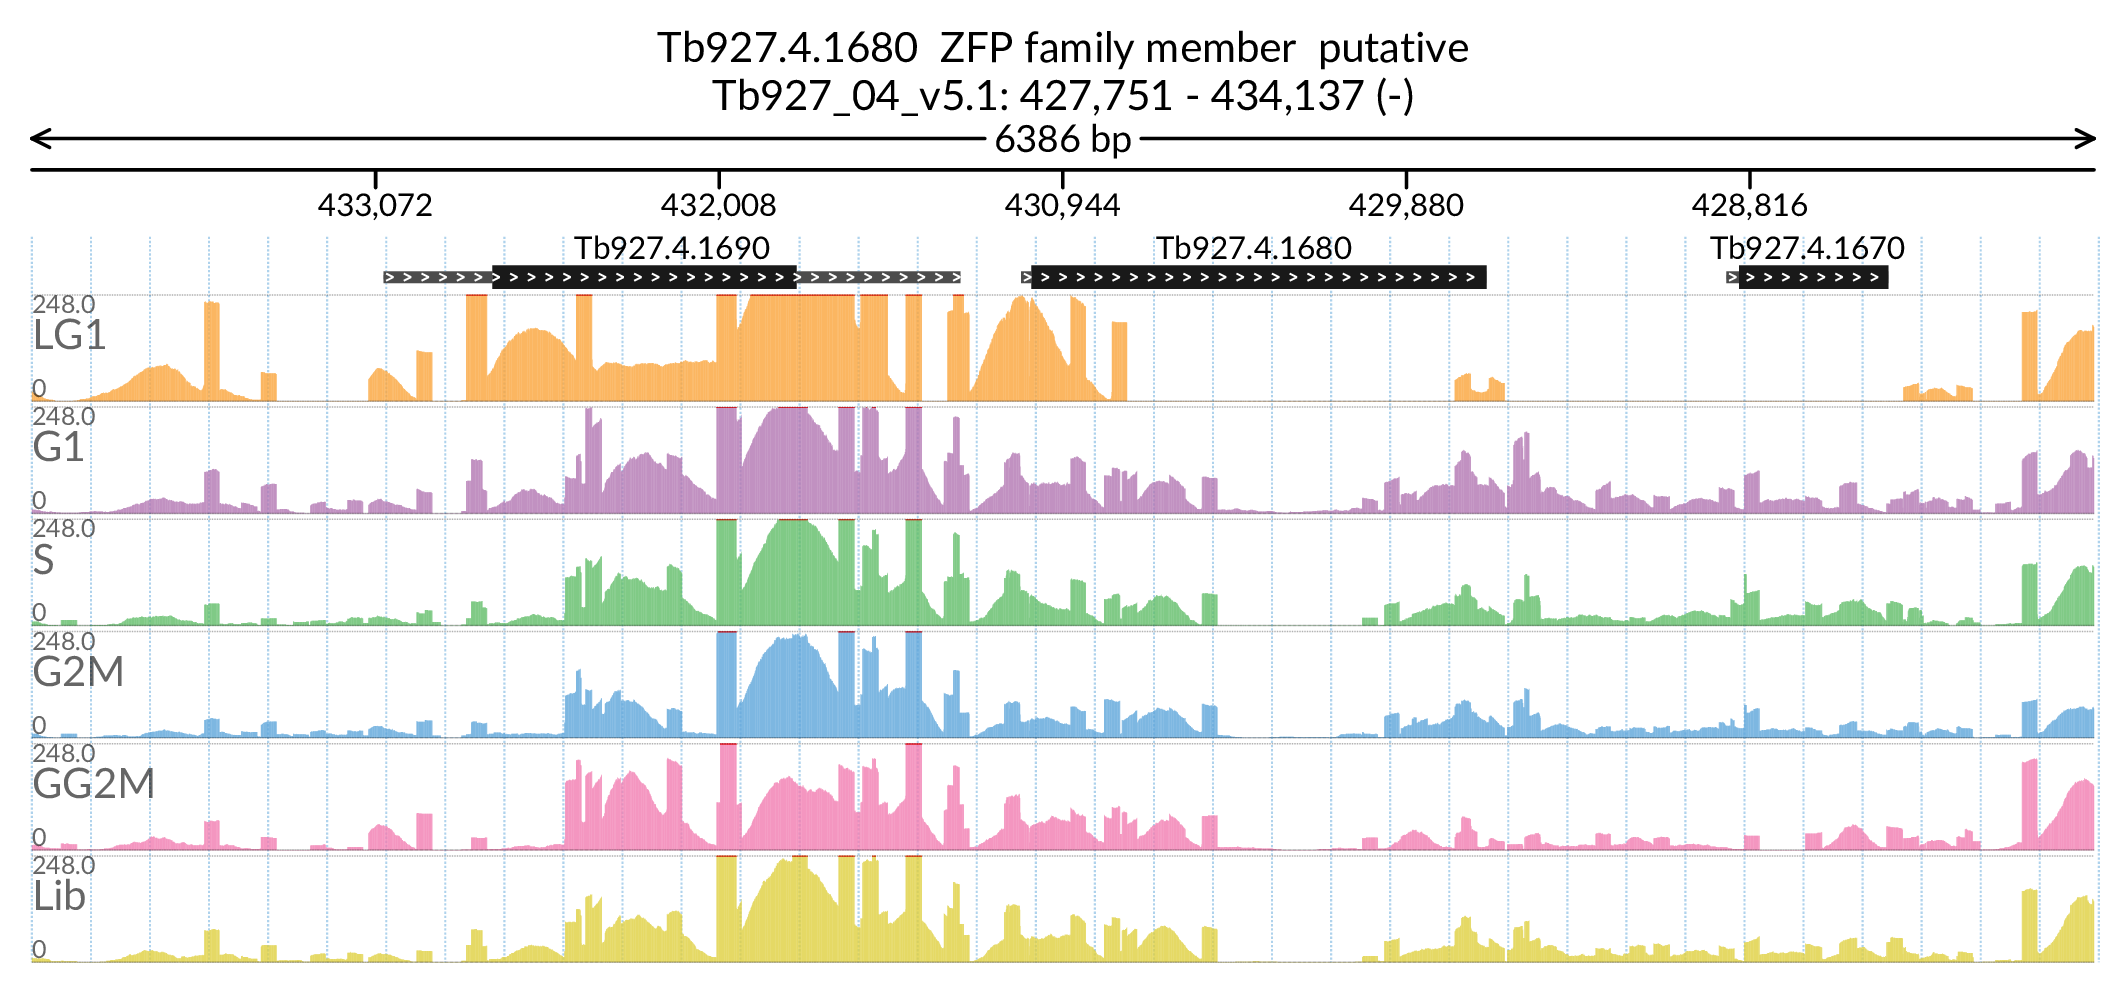 Tb927.4.1680  ZFP family member  putative
Tb927_04_v5.1: 427,751 - 434,137 (-)
6386 bp
433,072 432,008 430,944 429,880 428,816
Tb927.4.1690 Tb927.4.1680 Tb927.4.1670
248.0
LG1
0
248.0
G1
0
248.0
S
0
248.0
G2M
0
248.0
GG2M
0
248.0
Lib
0